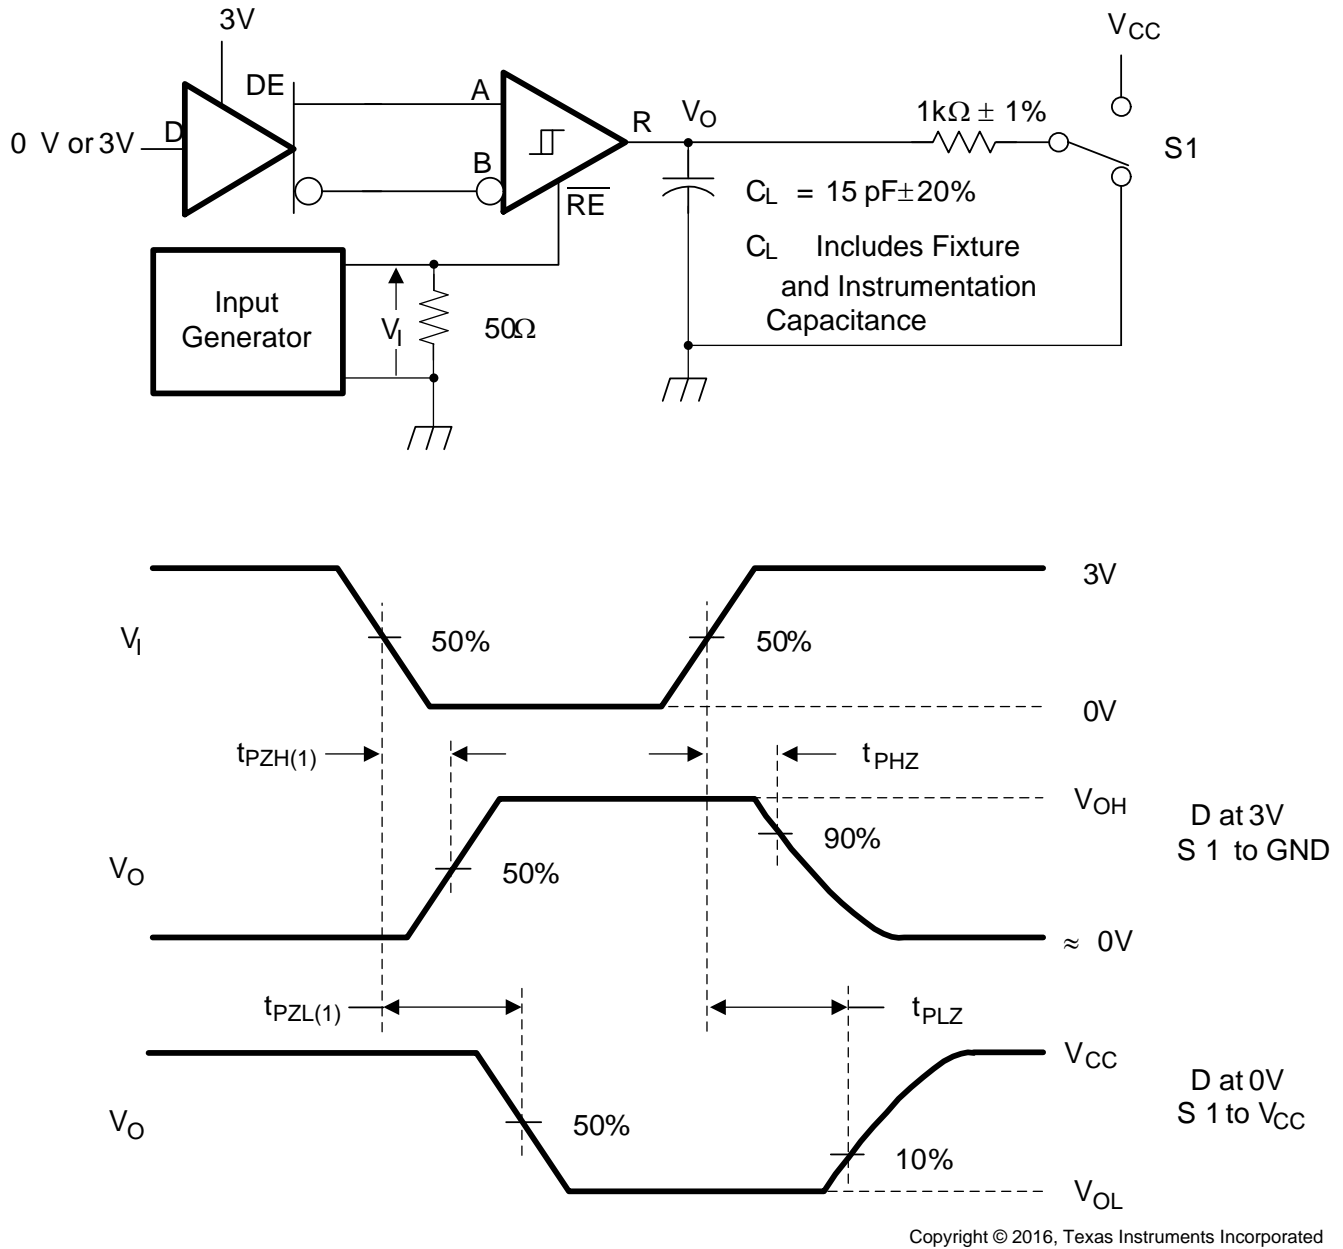 3V
V_CC
DE
A
1kΩ ± 1%
R
V_O
D
0 V or 3V
S1
B
R̅E̅
C_L = 15 pF±20%
C_L Includes Fixture
and Instrumentation
Capacitance
Input
Generator
V_I
50Ω
3V
V_I
50%
50%
0V
t_PZH(1)
t_PHZ
V_OH
D at 3V
S 1 to GND
90%
V_O
50%
≈ 0V
t_PZL(1)
t_PLZ
V_CC
D at 0V
S 1 to V_CC
V_O
50%
10%
V_OL
Copyright © 2016, Texas Instruments Incorporated